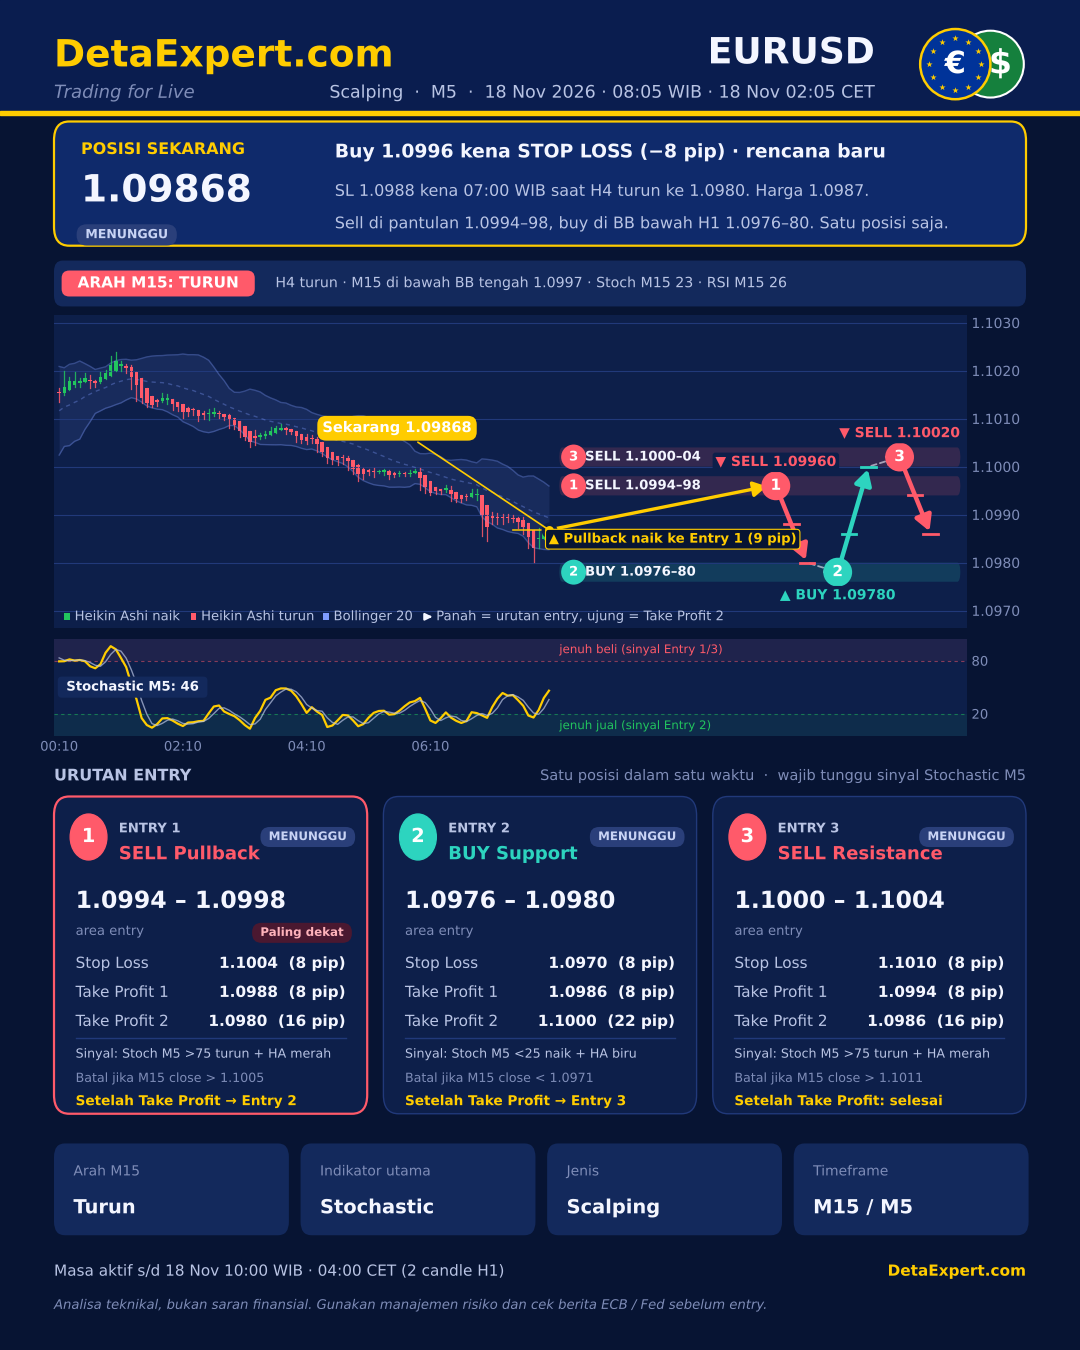 DetaExpert.com
EURUSD
€ $
Trading for Live
Scalping · M5 · 18 Nov 2026 · 08:05 WIB · 18 Nov 02:05 CET
POSISI SEKARANG
1.09868
MENUNGGU
Buy 1.0996 kena STOP LOSS (−8 pip) · rencana baru
SL 1.0988 kena 07:00 WIB saat H4 turun ke 1.0980. Harga 1.0987.
Sell di pantulan 1.0994–98, buy di BB bawah H1 1.0976–80. Satu posisi saja.
ARAH M15: TURUN
H4 turun · M15 di bawah BB tengah 1.0997 · Stoch M15 23 · RSI M15 26
1.1030
1.1020
1.1010
1.1000
1.0990
1.0980
1.0970
Sekarang 1.09868
▼ SELL 1.10020
3 SELL 1.1000–04
▼ SELL 1.09960
3
1 SELL 1.0994–98
1
▲ Pullback naik ke Entry 1 (9 pip)
2 BUY 1.0976–80
2
▲ BUY 1.09780
Heikin Ashi naik
Heikin Ashi turun
Bollinger 20
Panah = urutan entry, ujung = Take Profit 2
jenuh beli (sinyal Entry 1/3)
80
Stochastic M5: 46
20
jenuh jual (sinyal Entry 2)
00:10
02:10
04:10
06:10
URUTAN ENTRY
Satu posisi dalam satu waktu · wajib tunggu sinyal Stochastic M5
1
ENTRY 1
MENUNGGU
SELL Pullback
1.0994 – 1.0998
area entry
Paling dekat
Stop Loss 1.1004 (8 pip)
Take Profit 1 1.0988 (8 pip)
Take Profit 2 1.0980 (16 pip)
Sinyal: Stoch M5 >75 turun + HA merah
Batal jika M15 close > 1.1005
Setelah Take Profit → Entry 2
2
ENTRY 2
MENUNGGU
BUY Support
1.0976 – 1.0980
area entry
Stop Loss 1.0970 (8 pip)
Take Profit 1 1.0986 (8 pip)
Take Profit 2 1.1000 (22 pip)
Sinyal: Stoch M5 <25 naik + HA biru
Batal jika M15 close < 1.0971
Setelah Take Profit → Entry 3
3
ENTRY 3
MENUNGGU
SELL Resistance
1.1000 – 1.1004
area entry
Stop Loss 1.1010 (8 pip)
Take Profit 1 1.0994 (8 pip)
Take Profit 2 1.0986 (16 pip)
Sinyal: Stoch M5 >75 turun + HA merah
Batal jika M15 close > 1.1011
Setelah Take Profit: selesai
Arah M15
Turun
Indikator utama
Stochastic
Jenis
Scalping
Timeframe
M15 / M5
Masa aktif s/d 18 Nov 10:00 WIB · 04:00 CET (2 candle H1)
DetaExpert.com
Analisa teknikal, bukan saran finansial. Gunakan manajemen risiko dan cek berita ECB / Fed sebelum entry.